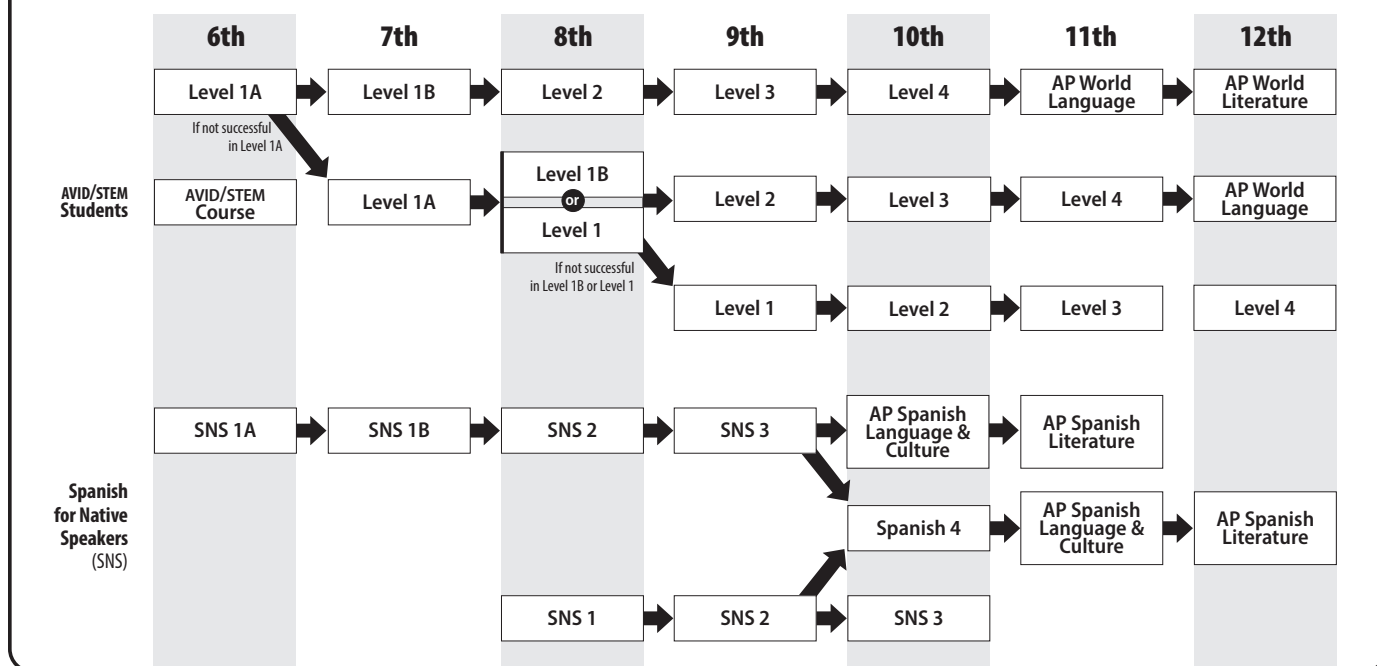 6th 7th 8th 9th 10th 11th 12th
Level 1A Level 1B Level 2 Level 3 Level 4 AP World
Language AP World
Literature
If not successful
in Level 1A
AVID/STEM
Students
AVID/STEM
Course
Level 1A
Level 1B
or
Level 1
Level 2
Level 3
Level 4
AP World
Language
If not successful
in Level 1B or Level 1
Level 1
Level 2
Level 3
Level 4
SNS 1A
SNS 1B
SNS 2
SNS 3
AP Spanish
Language &
Culture
AP Spanish
Literature
Spanish
for Native
Speakers
(SNS)
Spanish 4
AP Spanish
Language &
Culture
AP Spanish
Literature
SNS 1
SNS 2
SNS 3